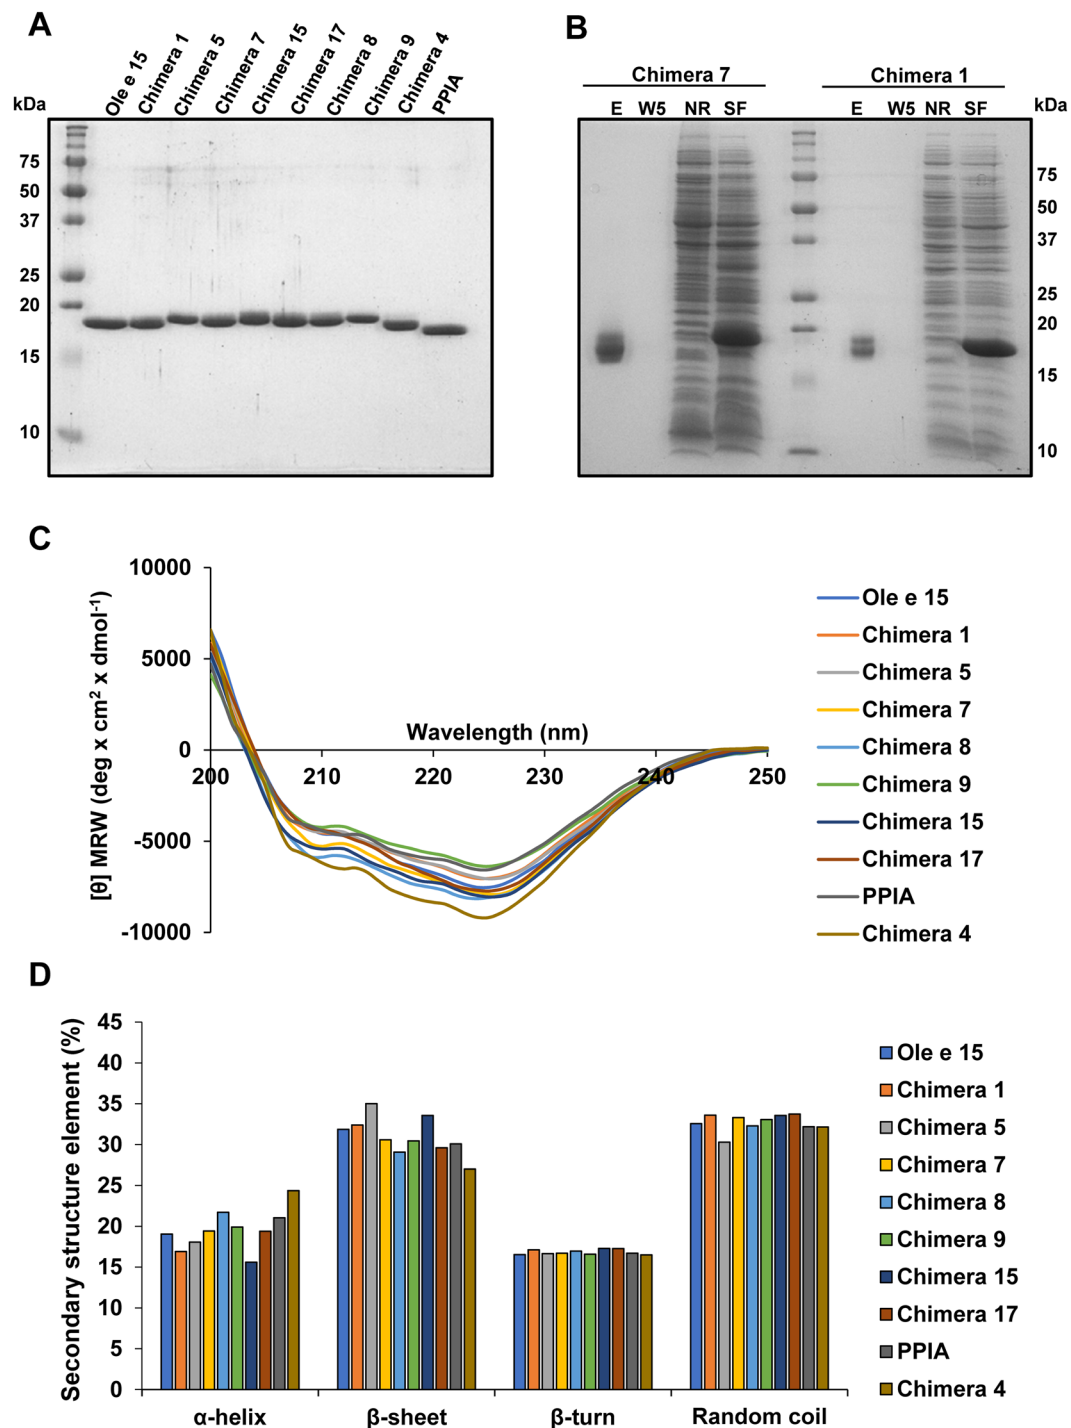 A
Ole e 15
Chimera 1
Chimera 5
Chimera 7
Chimera 15
Chimera 17
Chimera 8
Chimera 9
Chimera 4
PPIA
kDa
75
50
37
25
20
15
10
B
Chimera 7
Chimera 1
E W5 NR SF
E W5 NR SF
kDa
75
50
37
25
20
15
10
C
[θ] MRW (deg x cm² x dmol⁻¹)
10000
5000
0
-5000
-10000
Wavelength (nm)
200 210 220 230 240 250
Ole e 15
Chimera 1
Chimera 5
Chimera 7
Chimera 8
Chimera 9
Chimera 15
Chimera 17
PPIA
Chimera 4
D
Secondary structure element (%)
45
40
35
30
25
20
15
10
5
0
α-helix β-sheet β-turn Random coil
Ole e 15
Chimera 1
Chimera 5
Chimera 7
Chimera 8
Chimera 9
Chimera 15
Chimera 17
PPIA
Chimera 4